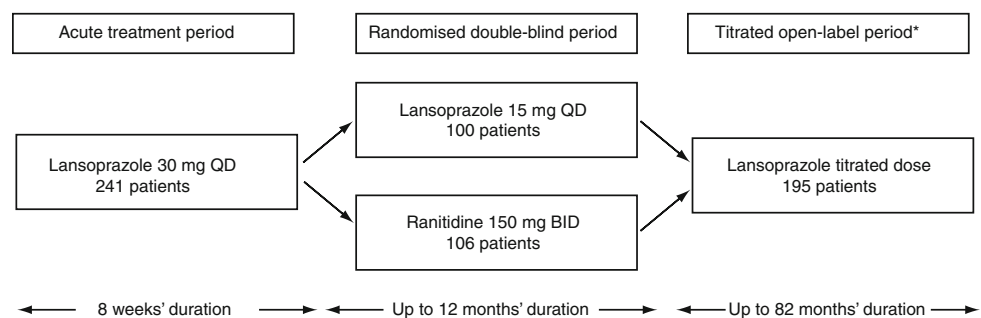 Acute treatment period
Randomised double-blind period
Titrated open-label period*
Lansoprazole 30 mg QD
241 patients
Lansoprazole 15 mg QD
100 patients
Ranitidine 150 mg BID
106 patients
Lansoprazole titrated dose
195 patients
8 weeks' duration
Up to 12 months' duration
Up to 82 months' duration